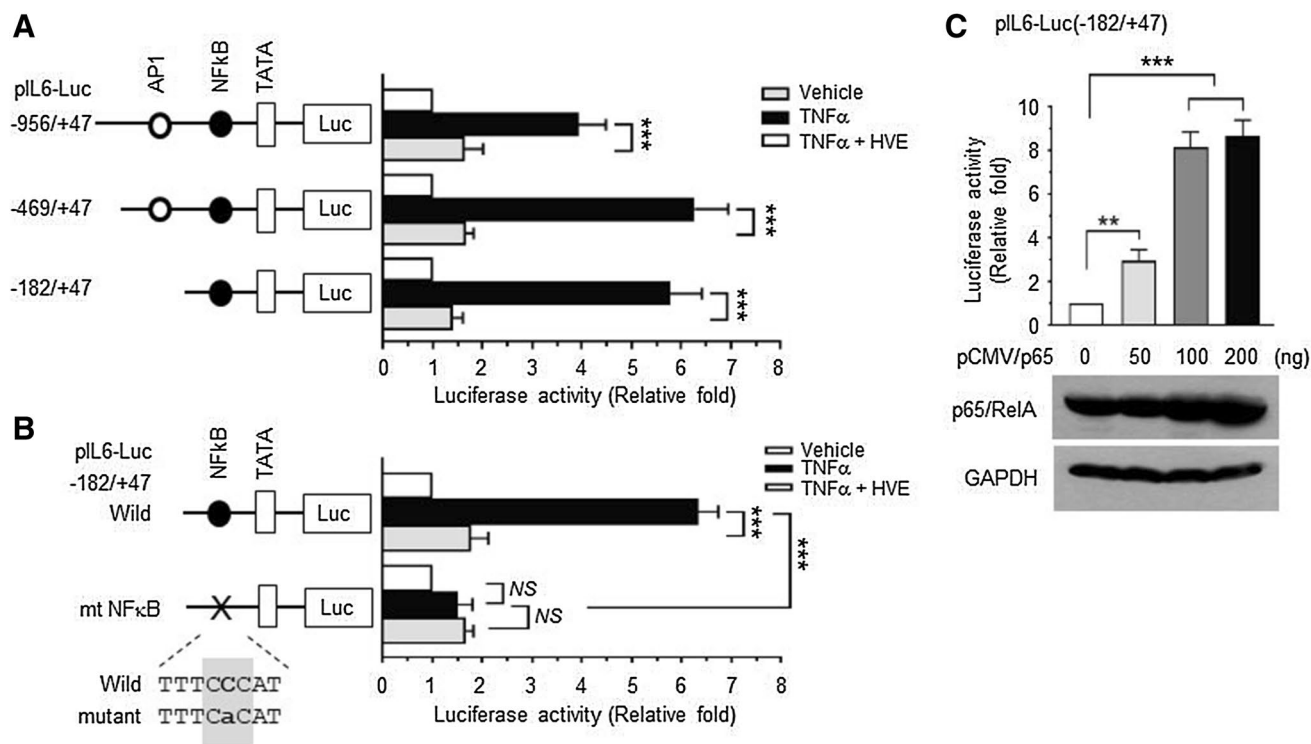 A
AP1
NFkB
TATA
pIL6-Luc
-956/+47
Luc
***
-469/+47
Luc
***
-182/+47
Luc
***
0 1 2 3 4 5 6 7 8
Luciferase activity (Relative fold)
Vehicle
TNFα
TNFα + HVE
B
NFkB
TATA
pIL6-Luc
-182/+47
Wild
Luc
***
***
mt NFκB
X
Luc
NS
NS
0 1 2 3 4 5 6 7 8
Luciferase activity (Relative fold)
Vehicle
TNFα
TNFα + HVE
Wild TTTCCCAT
mutant TTTCaCAT
C
pIL6-Luc(-182/+47)
***
**
10
8
6
4
2
0
Luciferase activity
(Relative fold)
pCMV/p65 0 50 100 200 (ng)
p65/RelA
GAPDH